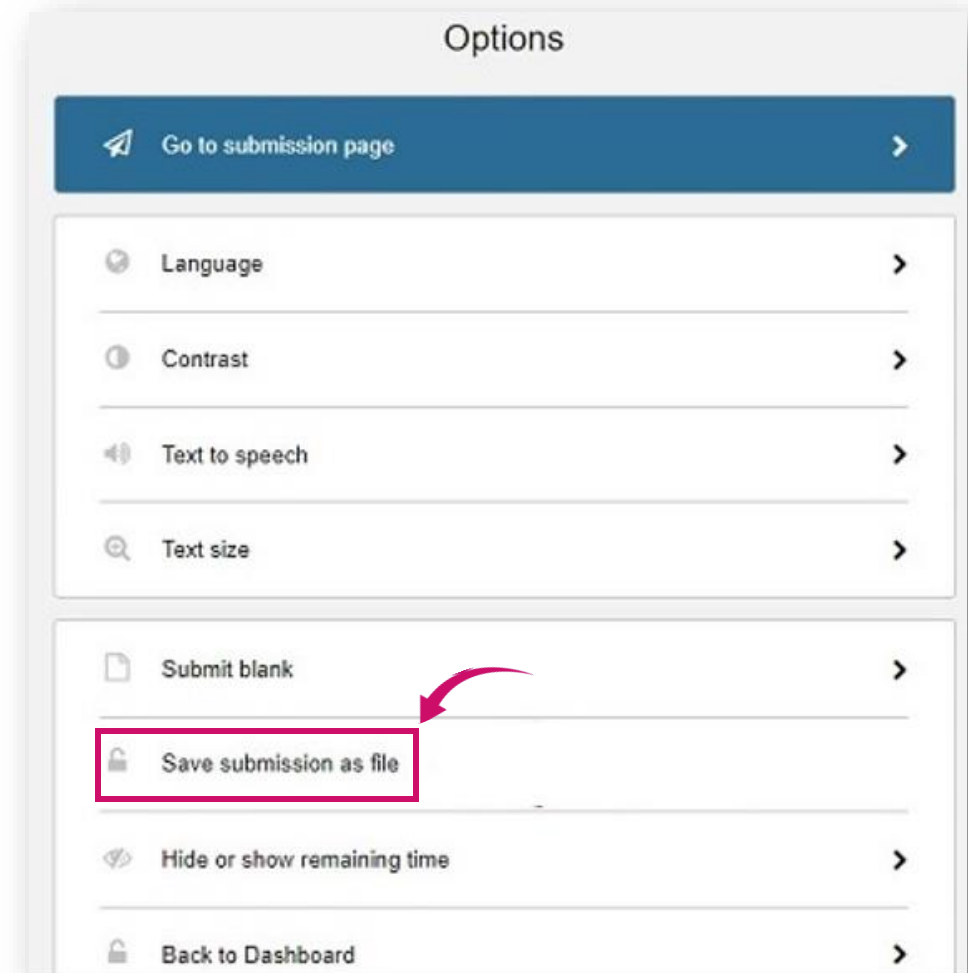 Options
Go to submission page
Language
Contrast
Text to speech
Text size
Submit blank
Save submission as file
Hide or show remaining time
Back to Dashboard